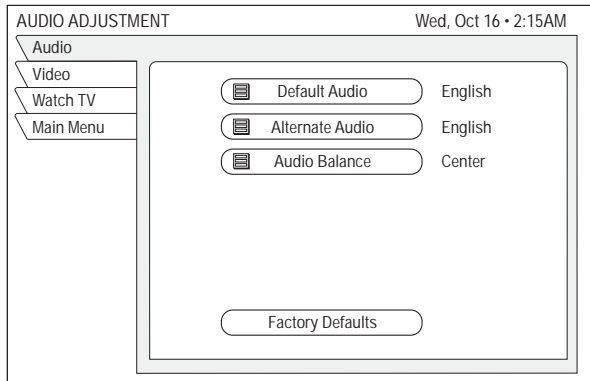 AUDIO ADJUSTMENT Wed, Oct 16 • 2:15AM
Audio
Video
Watch TV
Main Menu
Default Audio English
Alternate Audio English
Audio Balance Center
Factory Defaults